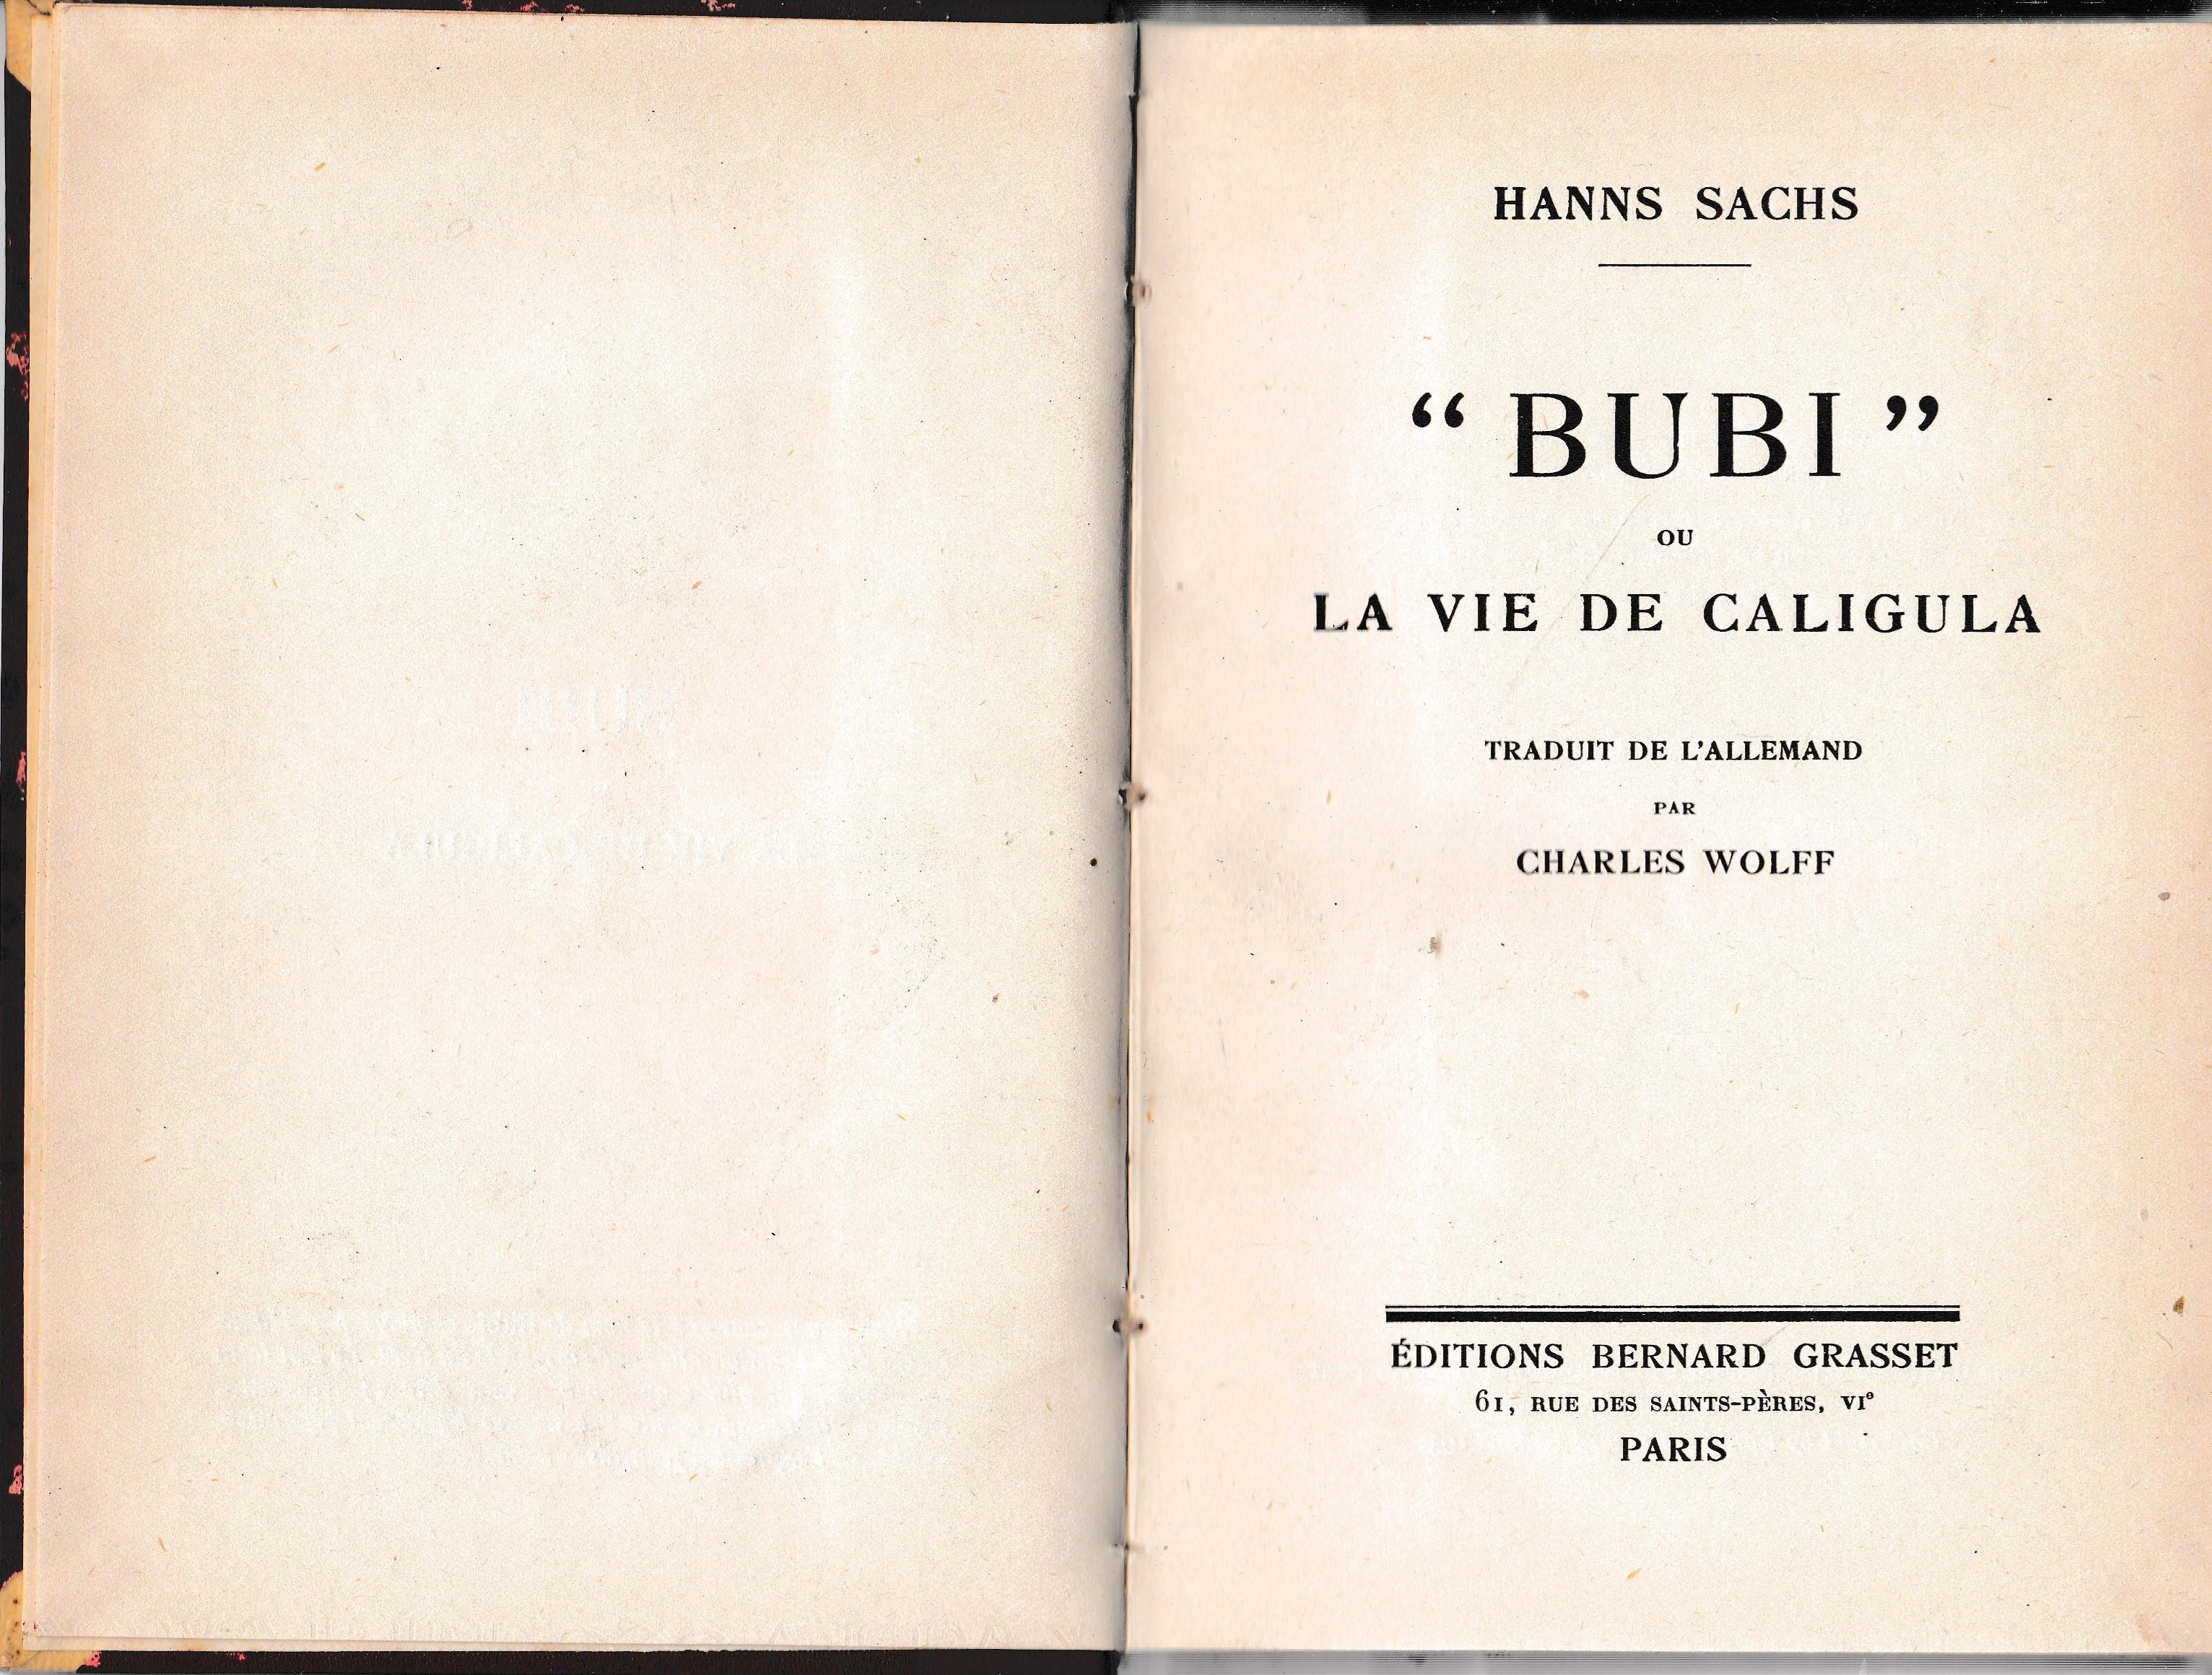 HANNS SACHS
“ BUBI ”
OU
LA VIE DE CALIGULA
TRADUIT DE L’ALLEMAND
PAR
CHARLES WOLFF
ÉDITIONS BERNARD GRASSET
61, RUE DES SAINTS-PÈRES, VIᵉ
PARIS